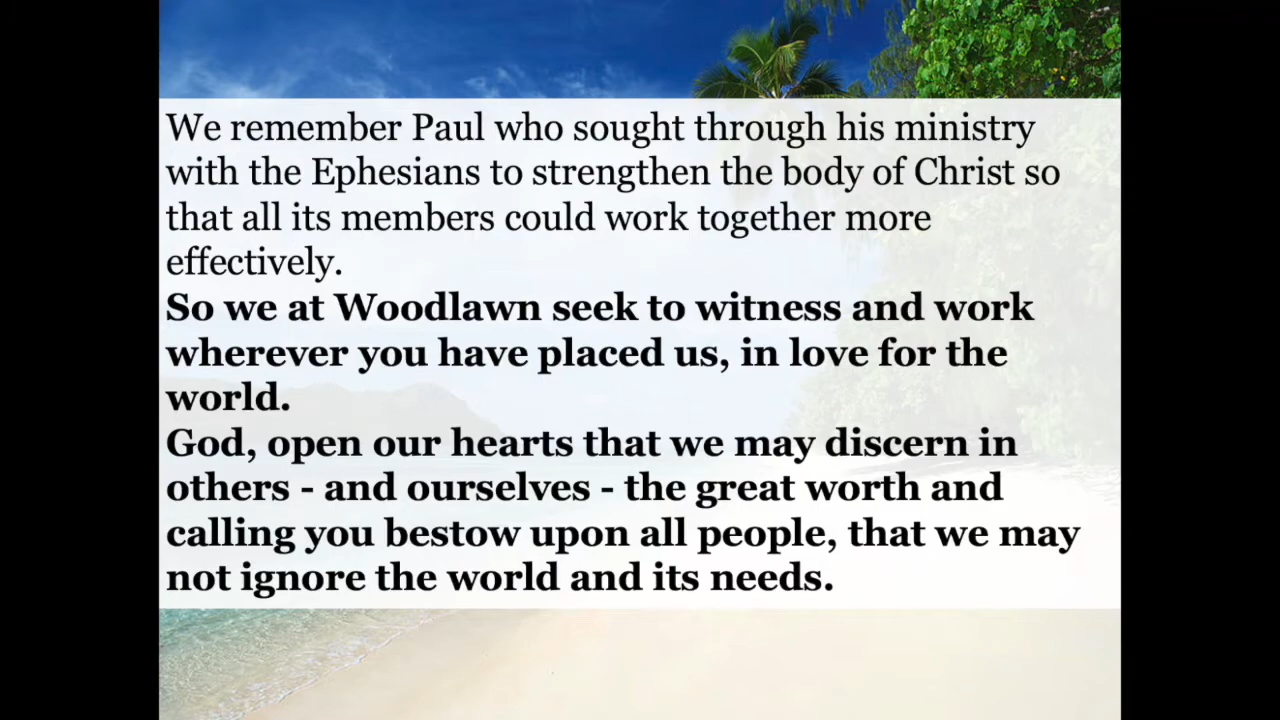 We remember Paul who sought through his ministry
with the Ephesians to strengthen the body of Christ so
that all its members could work together more
effectively.
So we at Woodlawn seek to witness and work
wherever you have placed us, in love for the
world.
God, open our hearts that we may discern in
others - and ourselves - the great worth and
calling you bestow upon all people, that we may
not ignore the world and its needs.